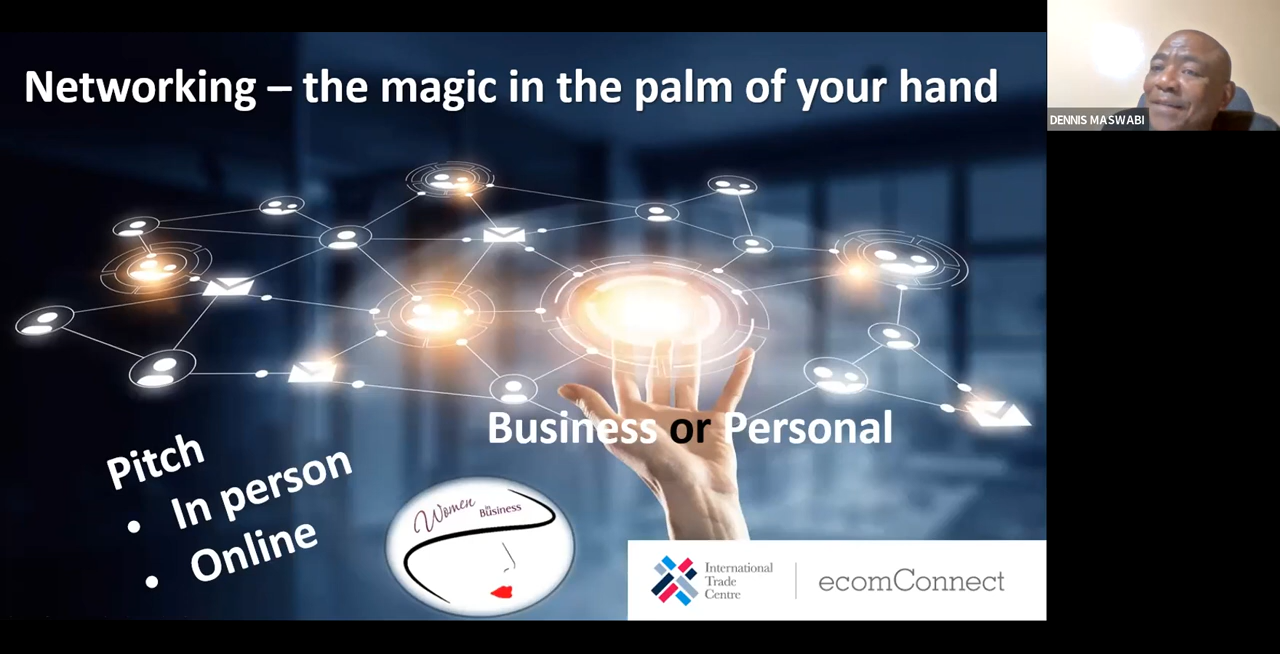 Networking – the magic in the palm of your hand
DENNIS MASWABI
Business or Personal
Pitch
• In person
• Online
Women in Business
International
Trade
Centre
ecomConnect